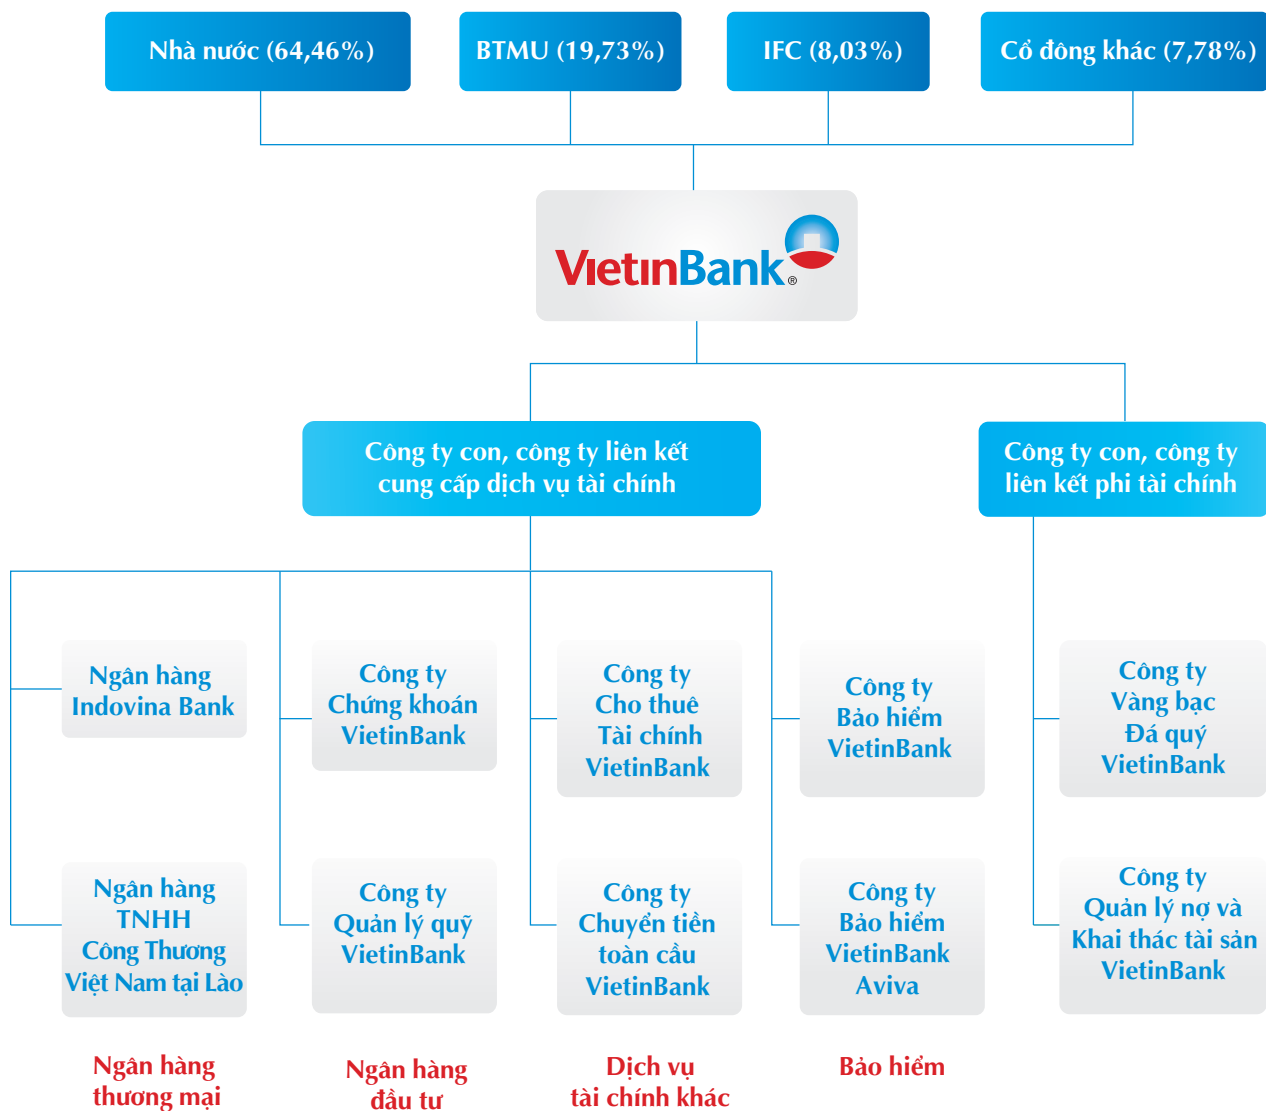 Nhà nước (64,46%)
BTMU (19,73%)
IFC (8,03%)
Cổ đông khác (7,78%)
VietinBank®
Công ty con, công ty liên kết
cung cấp dịch vụ tài chính
Công ty con, công ty
liên kết phi tài chính
Ngân hàng
Indovina Bank
Công ty
Chứng khoán
VietinBank
Công ty
Cho thuê
Tài chính
VietinBank
Công ty
Bảo hiểm
VietinBank
Công ty
Vàng bạc
Đá quý
VietinBank
Ngân hàng
TNHH
Công Thương
Việt Nam tại Lào
Công ty
Quản lý quỹ
VietinBank
Công ty
Chuyển tiền
toàn cầu
VietinBank
Công ty
Bảo hiểm
VietinBank
Aviva
Công ty
Quản lý nợ và
Khai thác tài sản
VietinBank
Ngân hàng
thương mại
Ngân hàng
đầu tư
Dịch vụ
tài chính khác
Bảo hiểm